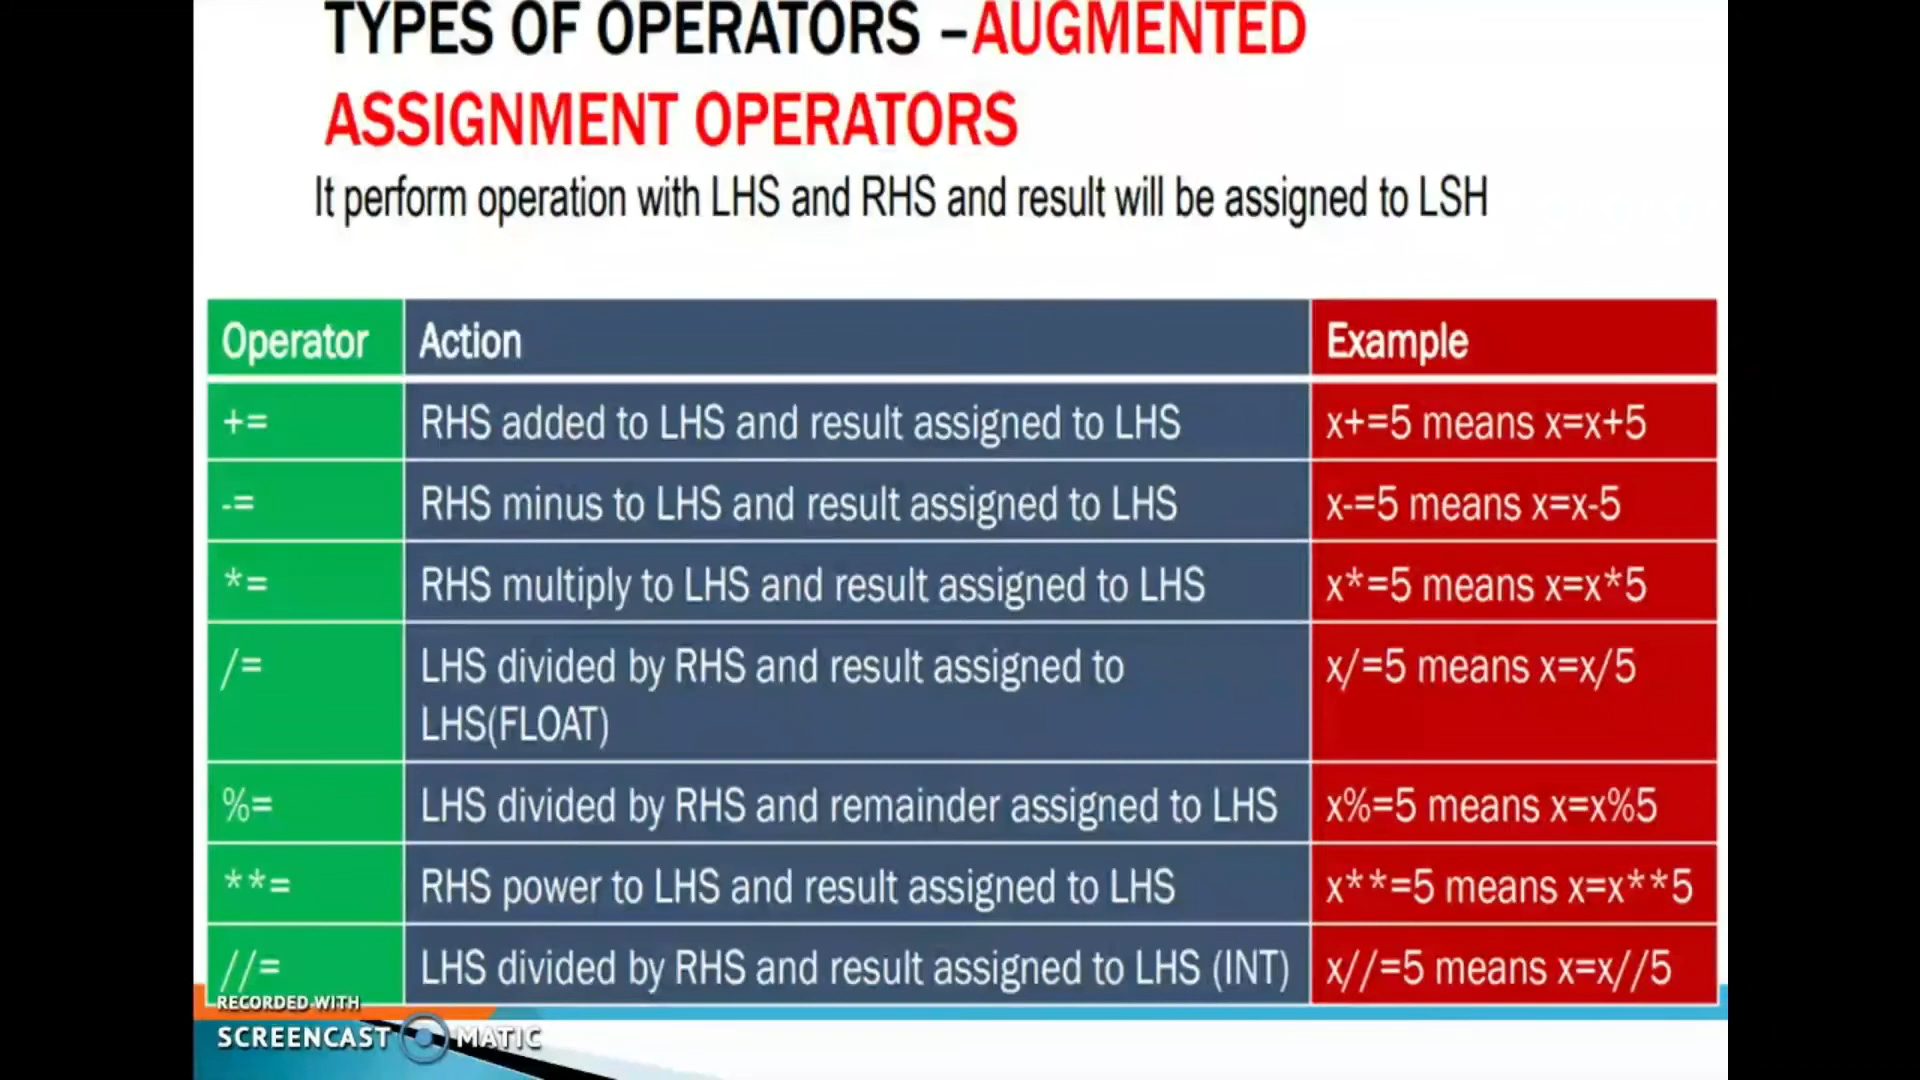 TYPES OF OPERATORS –AUGMENTED
ASSIGNMENT OPERATORS
It perform operation with LHS and RHS and result will be assigned to LSH
Operator Action Example
+= RHS added to LHS and result assigned to LHS x+=5 means x=x+5
-= RHS minus to LHS and result assigned to LHS x-=5 means x=x-5
*= RHS multiply to LHS and result assigned to LHS x*=5 means x=x*5
/= LHS divided by RHS and result assigned to x/=5 means x=x/5
LHS(FLOAT)
%= LHS divided by RHS and remainder assigned to LHS x%=5 means x=x%5
**= RHS power to LHS and result assigned to LHS x**=5 means x=x**5
//= LHS divided by RHS and result assigned to LHS (INT) x//=5 means x=x//5
RECORDED WITH
SCREENCAST MATIC